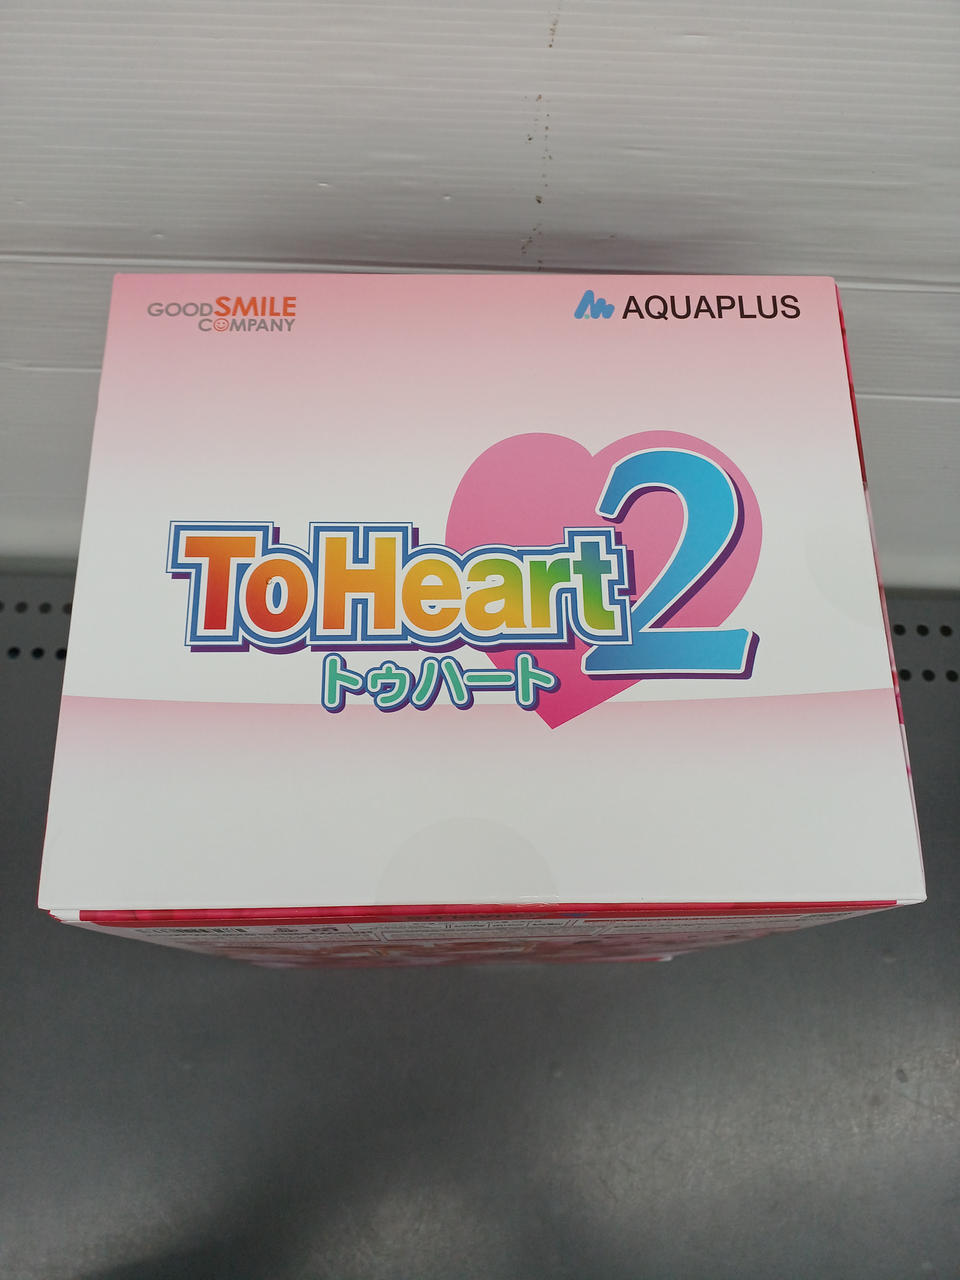 GOODSMILE
COMPANY
AQUAPLUS
ToHeart2
トゥハート